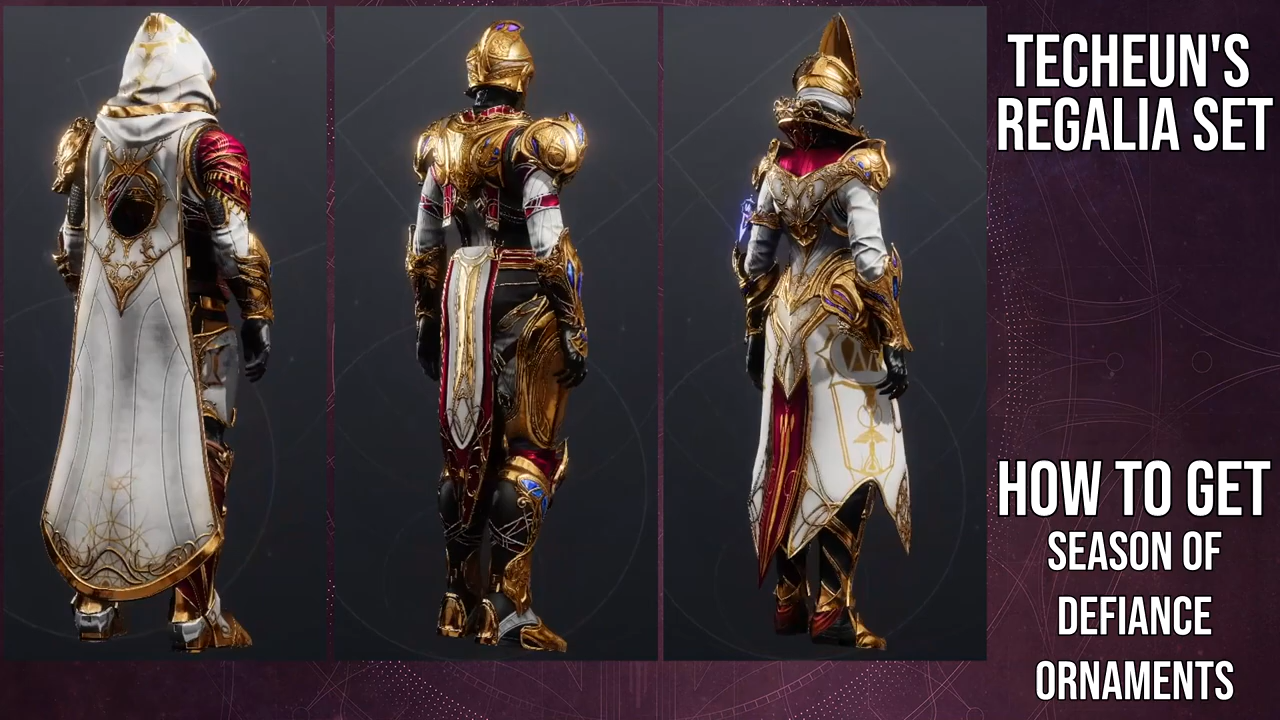 TECHEUN'S
REGALIA SET
HOW TO GET
SEASON OF
DEFIANCE
ORNAMENTS